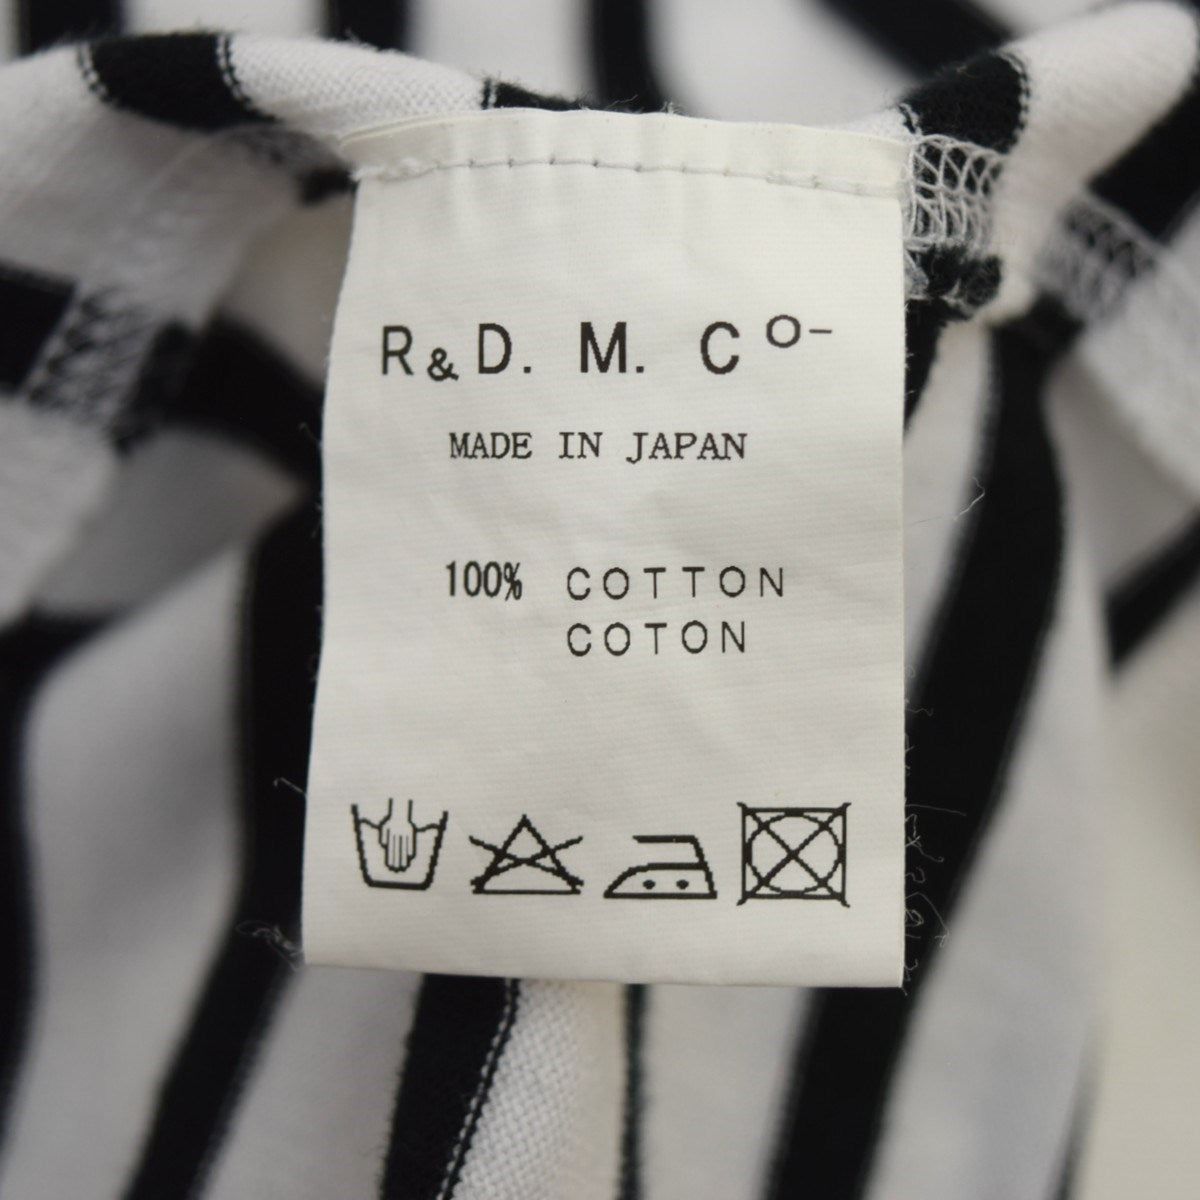 R&D. M. Co-
MADE IN JAPAN
100% COTTON
COTON